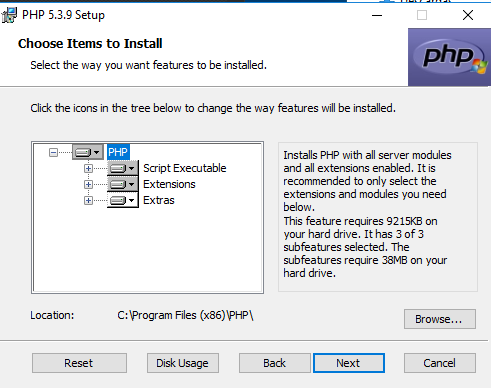 PHP 5.3.9 Setup
Choose Items to Install
Select the way you want features to be installed.
php
Click the icons in the tree below to change the way features will be installed.
PHP
Script Executable
Extensions
Extras
Installs PHP with all server modules
and all extensions enabled. It is
recommended to only select the
extensions and modules you need
below.
This feature requires 9215KB on
your hard drive. It has 3 of 3
subfeatures selected. The
subfeatures require 38MB on your
hard drive.
Location: C:\Program Files (x86)\PHP\
Browse...
Reset Disk Usage Back Next Cancel